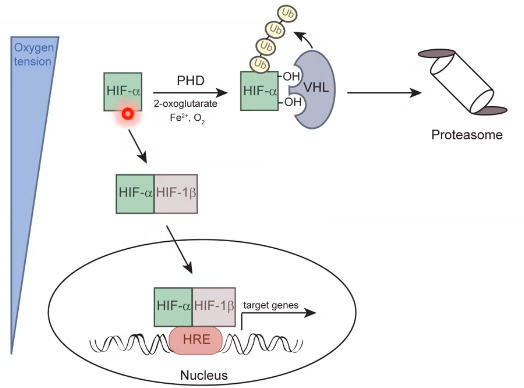 Oxygen
tension
HIF-α
PHD
2-oxoglutarate
Fe²⁺, O₂
Ub
Ub
Ub
Ub
HIF-α
OH
OH
VHL
Proteasome
HIF-α HIF-1β
HIF-α HIF-1β
target genes
HRE
Nucleus